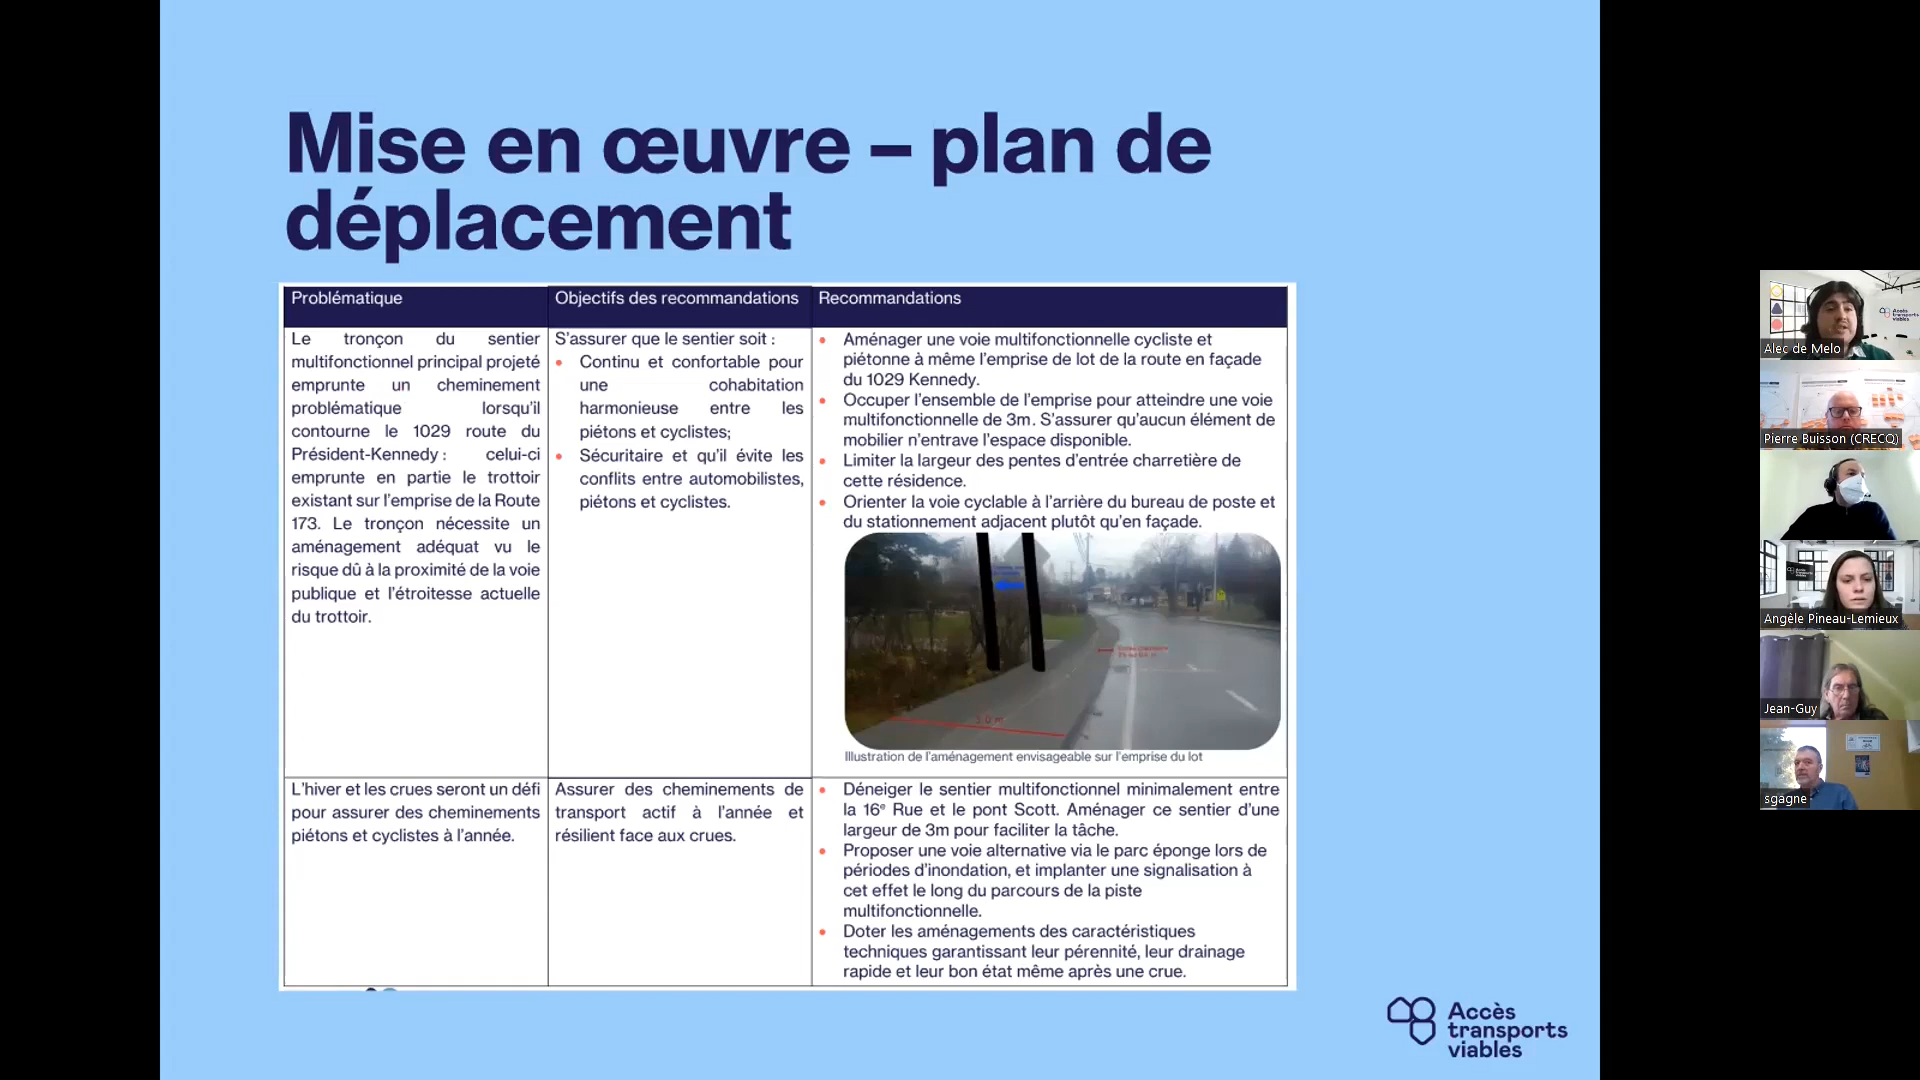 Mise en œuvre – plan de
déplacement
Problématique
Objectifs des recommandations
Recommandations
Le tronçon du sentier
multifonctionnel principal projeté
emprunte un cheminement
problématique lorsqu'il
contourne le 1029 route du
Président-Kennedy : celui-ci
emprunte en partie le trottoir
existant sur l'emprise de la Route
173. Le tronçon nécessite un
aménagement adéquat vu le
risque dû à la proximité de la voie
publique et l'étroitesse actuelle
du trottoir.
S'assurer que le sentier soit :
• Continu et confortable pour
une cohabitation
harmonieuse entre les
piétons et cyclistes;
• Sécuritaire et qu'il évite les
conflits entre automobilistes,
piétons et cyclistes.
• Aménager une voie multifonctionnelle cycliste et
piétonne à même l'emprise de lot de la route en façade
du 1029 Kennedy.
• Occuper l'ensemble de l'emprise pour atteindre une voie
multifonctionnelle de 3m. S'assurer qu'aucun élément de
mobilier n'entrave l'espace disponible.
• Limiter la largeur des pentes d'entrée charretière de
cette résidence.
• Orienter la voie cyclable à l'arrière du bureau de poste et
du stationnement adjacent plutôt qu'en façade.
3.0 m
Illustration de l'aménagement envisageable sur l'emprise du lot
L'hiver et les crues seront un défi
pour assurer des cheminements
piétons et cyclistes à l'année.
Assurer des cheminements de
transport actif à l'année et
résilient face aux crues.
• Déneiger le sentier multifonctionnel minimalement entre
la 16e Rue et le pont Scott. Aménager ce sentier d'une
largeur de 3m pour faciliter la tâche.
• Proposer une voie alternative via le parc éponge lors de
périodes d'inondation, et implanter une signalisation à
cet effet le long du parcours de la piste
multifonctionnelle.
• Doter les aménagements des caractéristiques
techniques garantissant leur pérennité, leur drainage
rapide et leur bon état même après une crue.
Accès
transports
viables
Accès
transports
viables
Alec de Melo
Pierre Buisson (CRECQ)
Angèle Pineau-Lemieux
Jean-Guy
sgagne